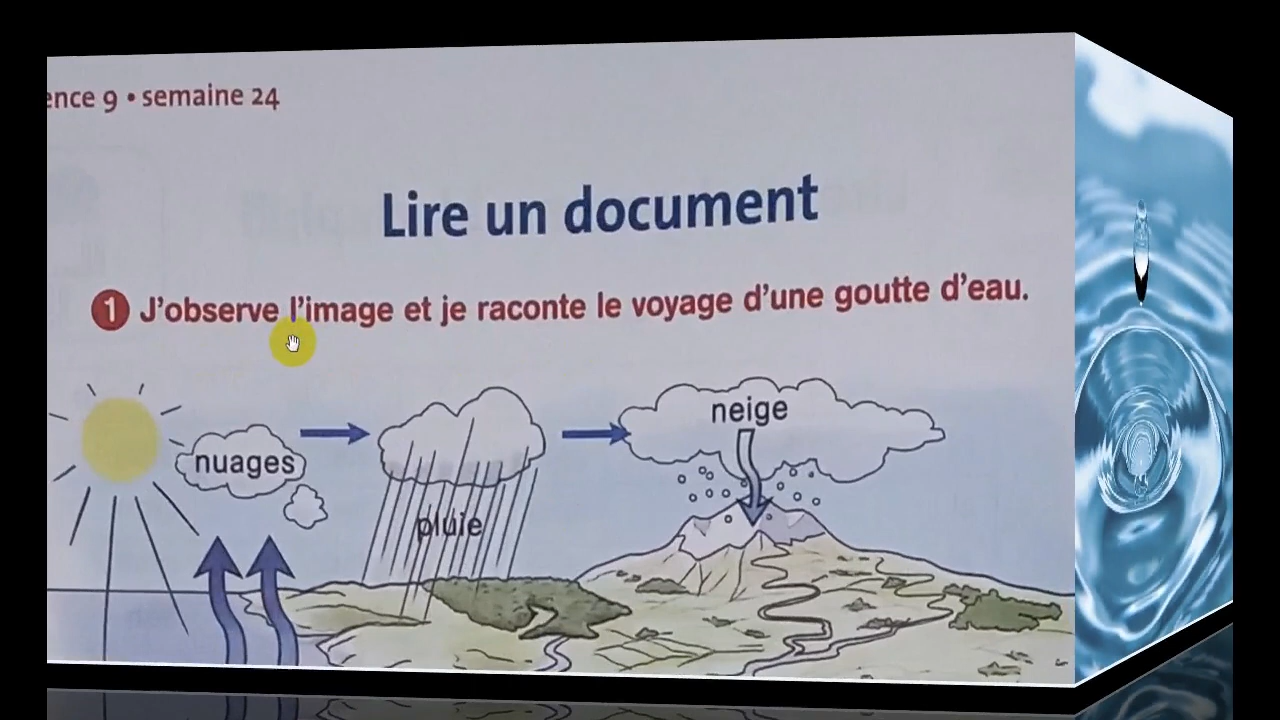 ence 9 • semaine 24
Lire un document
1 J'observe l'image et je raconte le voyage d'une goutte d'eau.
nuages
pluie
neige